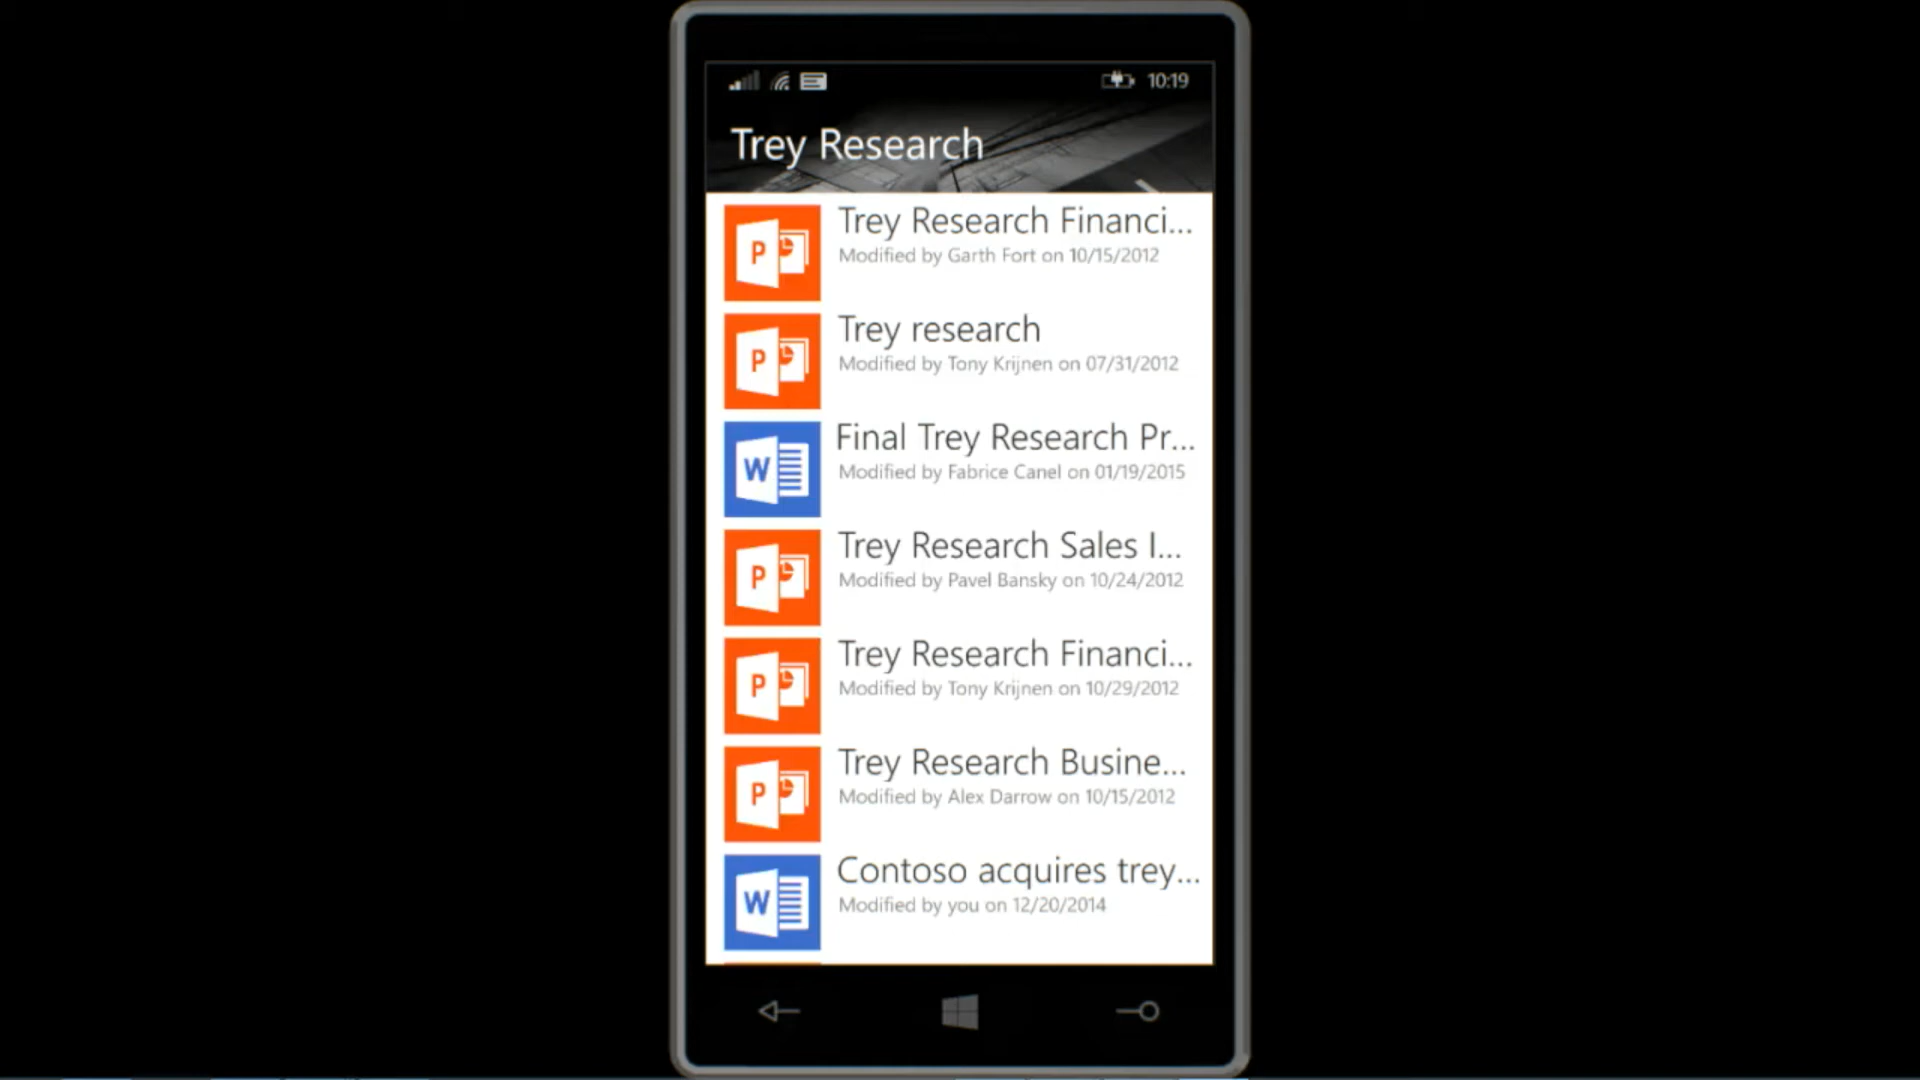 10:19
Trey Research
Trey Research Financi...
Modified by Garth Fort on 10/15/2012
Trey research
Modified by Tony Krijnen on 07/31/2012
Final Trey Research Pr...
Modified by Fabrice Canel on 01/19/2015
Trey Research Sales I...
Modified by Pavel Bansky on 10/24/2012
Trey Research Financi...
Modified by Tony Krijnen on 10/29/2012
Trey Research Busine...
Modified by Alex Darrow on 10/15/2012
Contoso acquires trey...
Modified by you on 12/20/2014